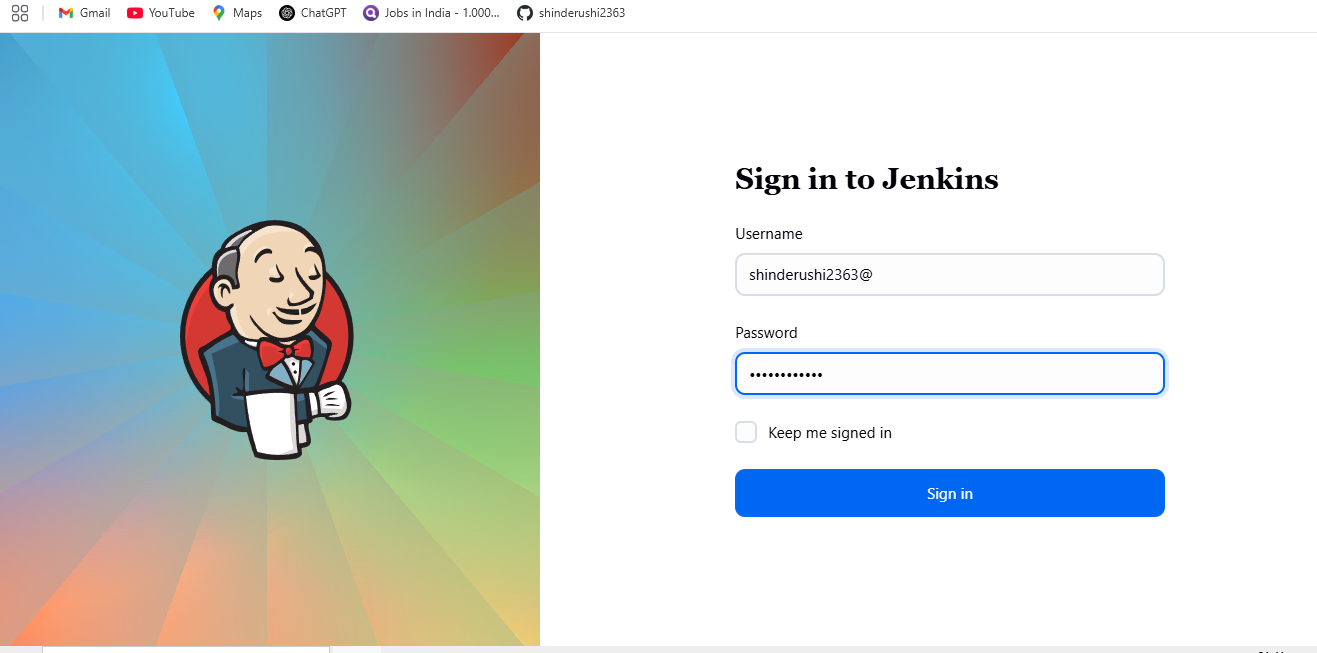 Gmail YouTube Maps ChatGPT Jobs in India - 1.000... shinderushi2363
Sign in to Jenkins
Username
shinderushi2363@
Password
••••••••••••
Keep me signed in
Sign in